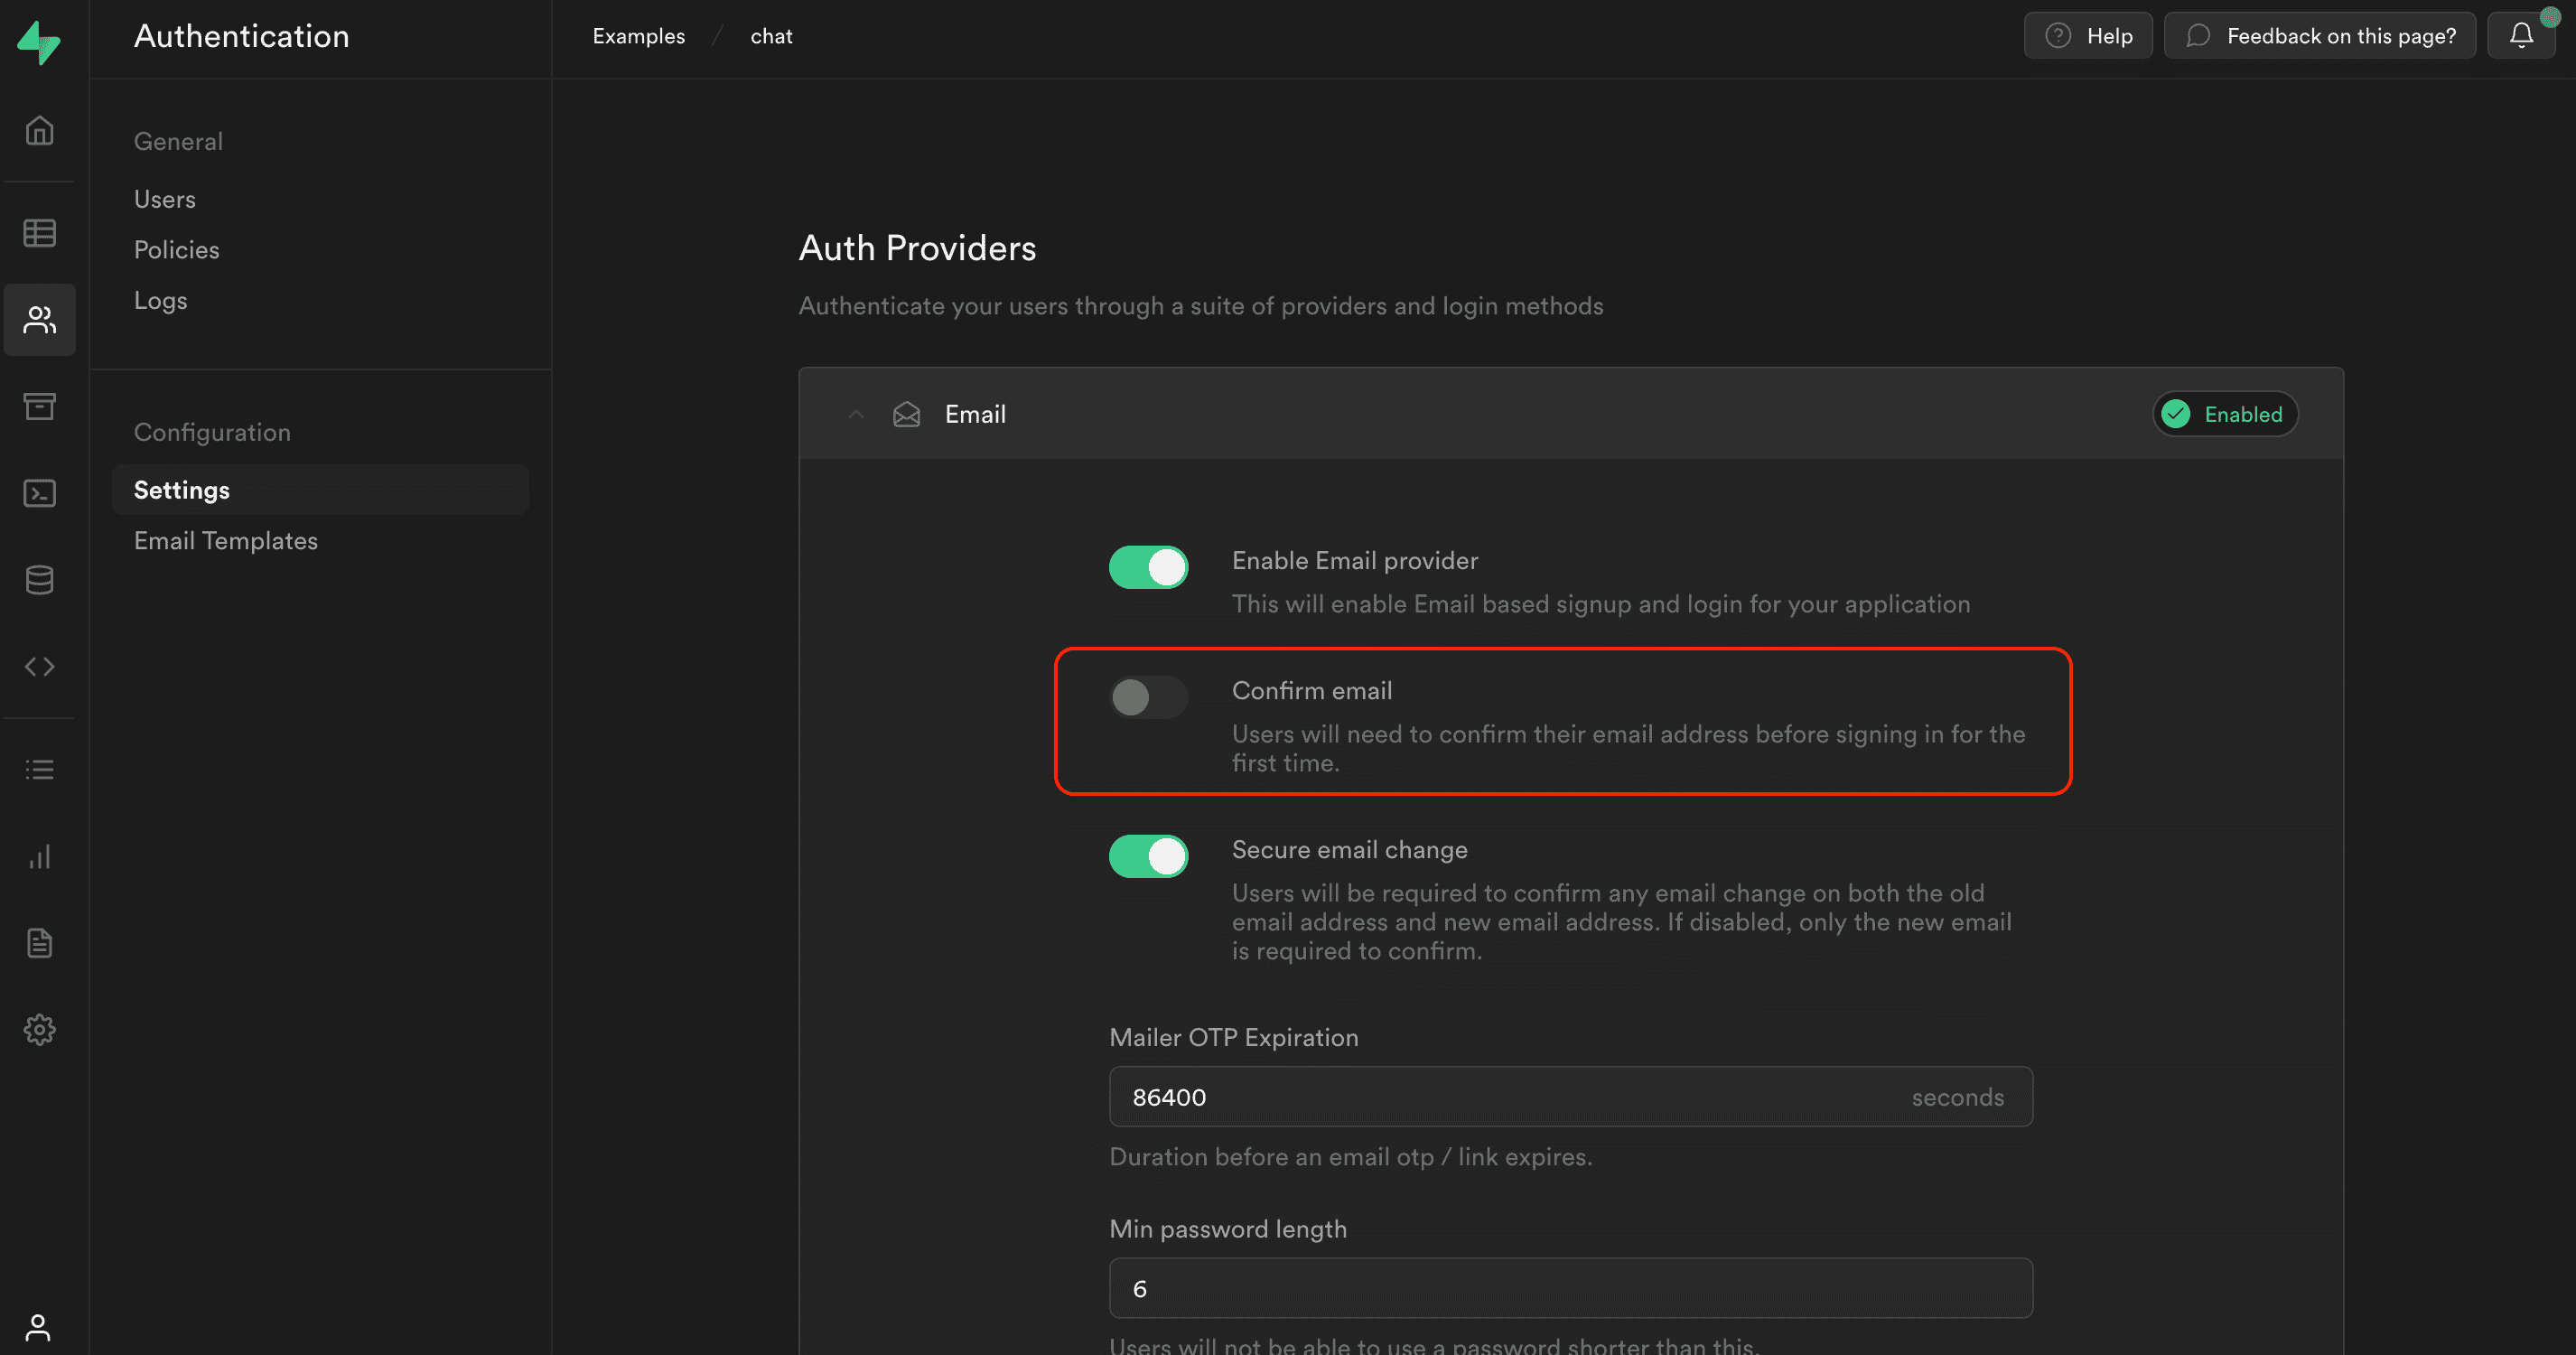 Authentication
Examples / chat
Help
Feedback on this page?
General
Users
Policies
Logs
Configuration
Settings
Email Templates
Auth Providers
Authenticate your users through a suite of providers and login methods
Email
Enabled
Enable Email provider
This will enable Email based signup and login for your application
Confirm email
Users will need to confirm their email address before signing in for the
first time.
Secure email change
Users will be required to confirm any email change on both the old
email address and new email address. If disabled, only the new email
is required to confirm.
Mailer OTP Expiration
86400 seconds
Duration before an email otp / link expires.
Min password length
6
Users will not be able to use a password shorter than this.